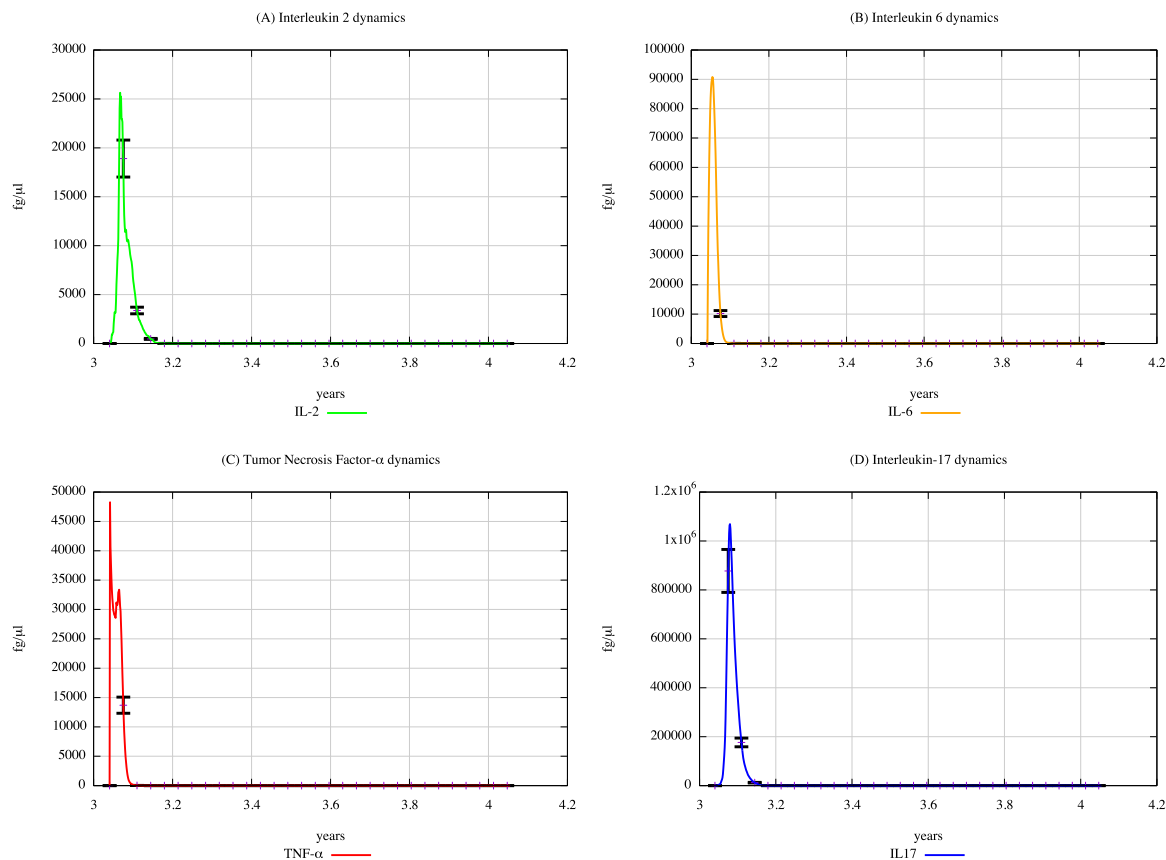 (A) Interleukin 2 dynamics
30000
25000
20000
15000
10000
5000
0
fg/µl
3 3.2 3.4 3.6 3.8 4 4.2
years
IL-2
(B) Interleukin 6 dynamics
100000
90000
80000
70000
60000
50000
40000
30000
20000
10000
0
fg/µl
3 3.2 3.4 3.6 3.8 4 4.2
years
IL-6
(C) Tumor Necrosis Factor-α dynamics
50000
45000
40000
35000
30000
25000
20000
15000
10000
5000
0
fg/µl
3 3.2 3.4 3.6 3.8 4 4.2
years
TNF-α
(D) Interleukin-17 dynamics
1.2x10⁶
1x10⁶
800000
600000
400000
200000
0
fg/µl
3 3.2 3.4 3.6 3.8 4 4.2
years
IL17